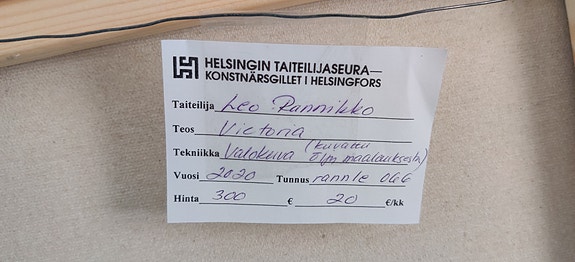 HELSINGIN TAITEILIJASEURA—
KONSTNÄRSGILLET I HELSINGFORS
Taiteilija Leo Rannikko
Teos Victoria
Tekniikka Valokuva (kuvattu
öljymaalauksesta)
Vuosi 2020 Tunnus rannle 066
Hinta 300 € 20 €/kk